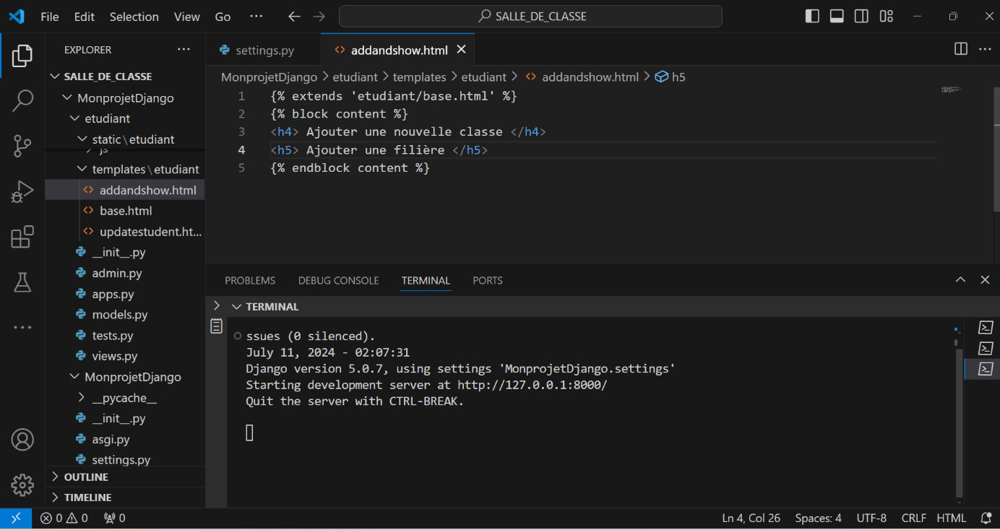 File Edit Selection View Go ··· SALLE_DE_CLASSE
EXPLORER ···
SALLE_DE_CLASSE
MonprojetDjango
etudiant
static\etudiant
js
templates\etudiant
addandshow.html
base.html
updatestudent.ht...
__init__.py
admin.py
apps.py
models.py
tests.py
views.py
MonprojetDjango
__pycache__
__init__.py
asgi.py
settings.py
OUTLINE
TIMELINE
settings.py addandshow.html
MonprojetDjango > etudiant > templates > etudiant > addandshow.html > h5
1 {% extends 'etudiant/base.html' %}
2 {% block content %}
3 <h4> Ajouter une nouvelle classe </h4>
4 <h5> Ajouter une filière </h5>
5 {% endblock content %}
PROBLEMS DEBUG CONSOLE TERMINAL PORTS
TERMINAL
ssues (0 silenced).
July 11, 2024 - 02:07:31
Django version 5.0.7, using settings 'MonprojetDjango.settings'
Starting development server at http://127.0.0.1:8000/
Quit the server with CTRL-BREAK.
0 0 0 Ln 4, Col 26 Spaces: 4 UTF-8 CRLF HTML